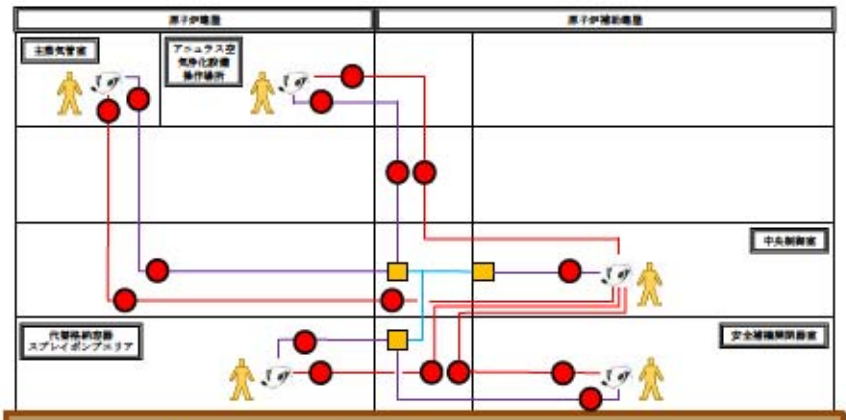 原子炉建屋
原子炉補助建屋
主蒸気管室
アニュラス空
気浄化設備
操作場所
中央制御室
代替格納容器
スプレイポンプエリア
安全補機開閉器室